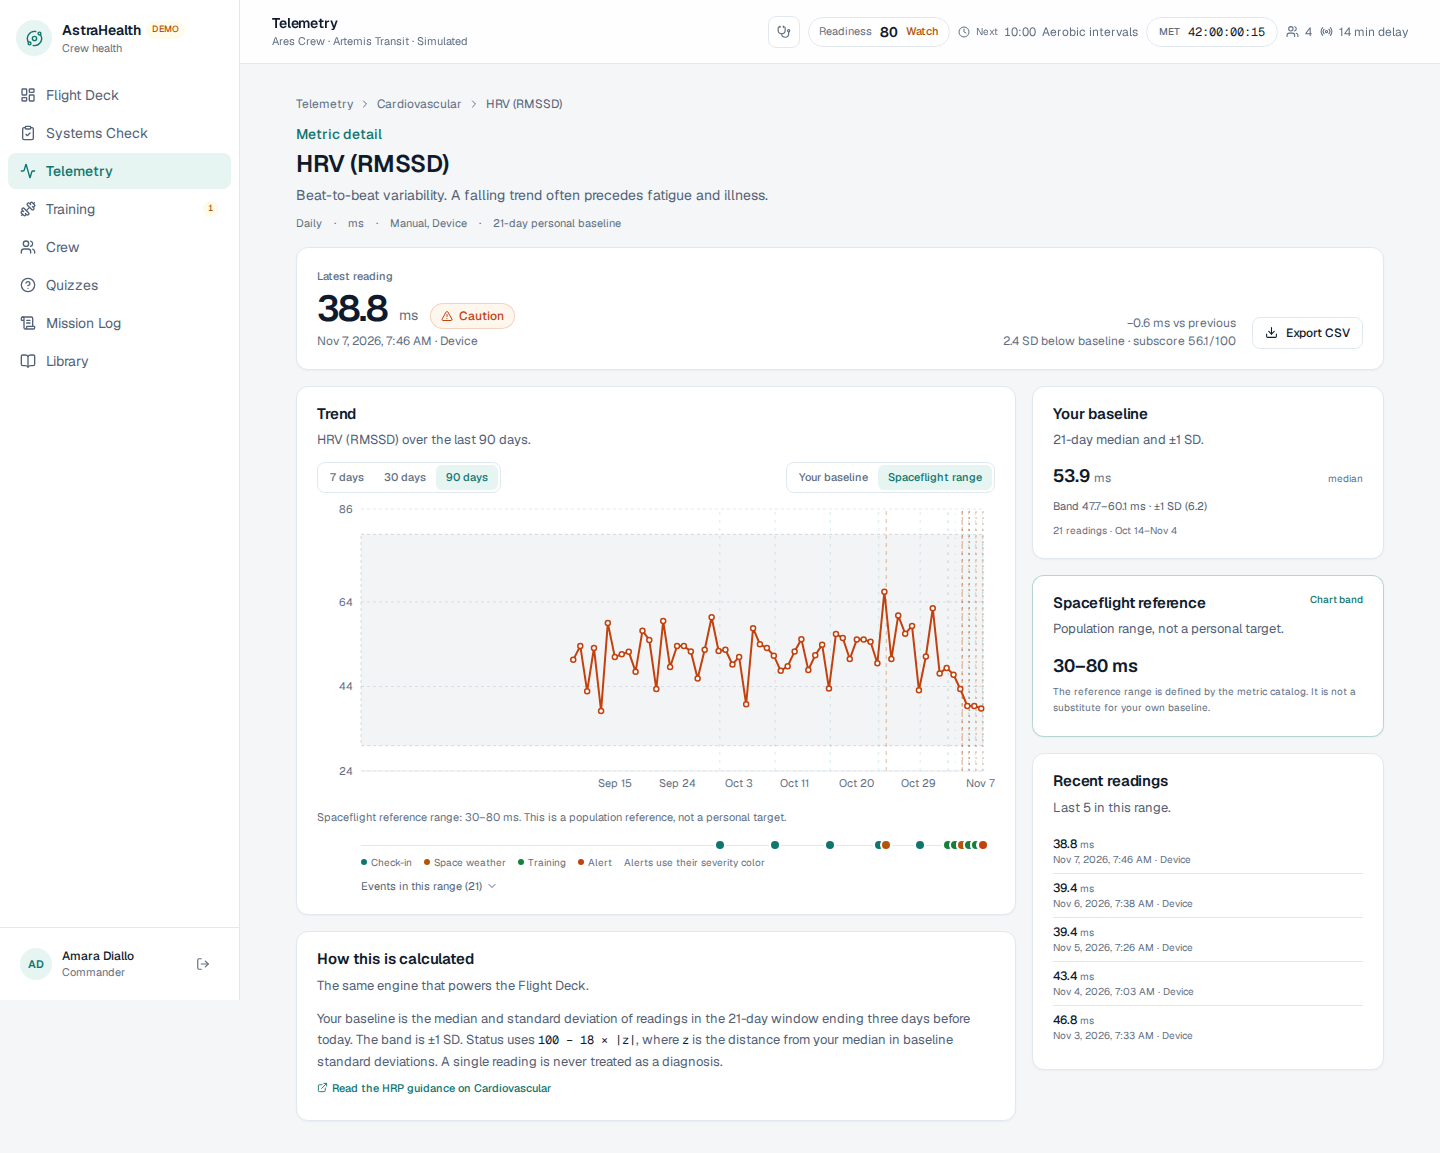 AstraHealth DEMO
Crew health
Flight Deck
Systems Check
Telemetry
Training 1
Crew
Quizzes
Mission Log
Library
AD
Amara Diallo
Commander
Telemetry
Ares Crew · Artemis Transit · Simulated
Readiness 80 Watch
Next 10:00 Aerobic intervals
MET 42:00:00:15
4
14 min delay
Telemetry > Cardiovascular > HRV (RMSSD)
Metric detail
HRV (RMSSD)
Beat-to-beat variability. A falling trend often precedes fatigue and illness.
Daily · ms · Manual, Device · 21-day personal baseline
Latest reading
38.8 ms Caution
Nov 7, 2026, 7:46 AM · Device
−0.6 ms vs previous
2.4 SD below baseline · subscore 56.1/100
Export CSV
Trend
HRV (RMSSD) over the last 90 days.
7 days 30 days 90 days
Your baseline Spaceflight range
86
64
44
24
Sep 15 Sep 24 Oct 3 Oct 11 Oct 20 Oct 29 Nov 7
Spaceflight reference range: 30–80 ms. This is a population reference, not a personal target.
Check-in Space weather Training Alert Alerts use their severity color
Events in this range (21)
How this is calculated
The same engine that powers the Flight Deck.
Your baseline is the median and standard deviation of readings in the 21-day window ending three days before
today. The band is ±1 SD. Status uses 100 − 18 × |z|, where z is the distance from your median in baseline
standard deviations. A single reading is never treated as a diagnosis.
Read the HRP guidance on Cardiovascular
Your baseline
21-day median and ±1 SD.
53.9 ms median
Band 47.7–60.1 ms · ±1 SD (6.2)
21 readings · Oct 14–Nov 4
Spaceflight reference Chart band
Population range, not a personal target.
30–80 ms
The reference range is defined by the metric catalog. It is not a
substitute for your own baseline.
Recent readings
Last 5 in this range.
38.8 ms
Nov 7, 2026, 7:46 AM · Device
39.4 ms
Nov 6, 2026, 7:38 AM · Device
39.4 ms
Nov 5, 2026, 7:26 AM · Device
43.4 ms
Nov 4, 2026, 7:03 AM · Device
46.8 ms
Nov 3, 2026, 7:33 AM · Device